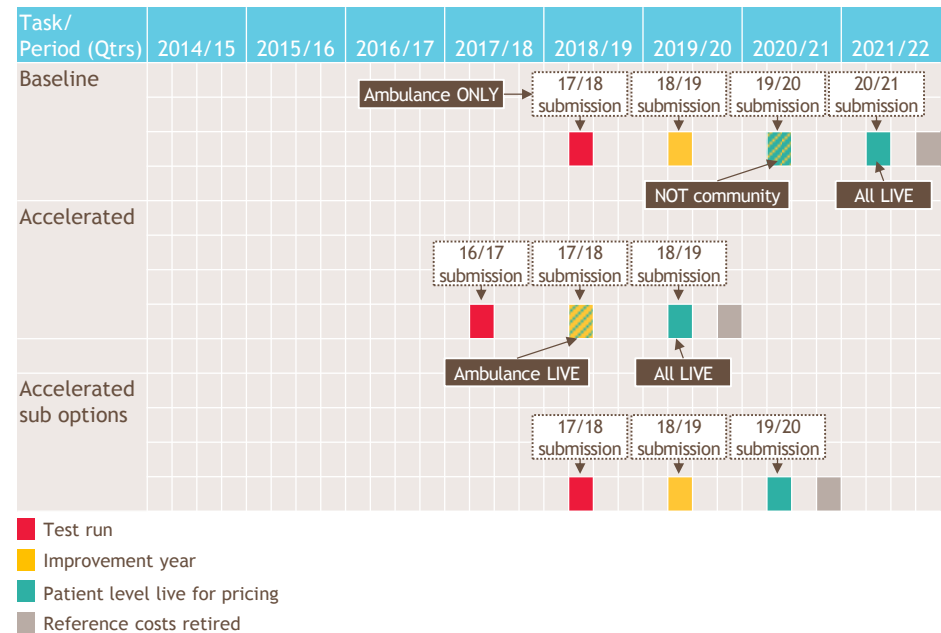 Task/
Period (Qtrs) 2014/15 2015/16 2016/17 2017/18 2018/19 2019/20 2020/21 2021/22
Baseline
Ambulance ONLY
17/18 submission
18/19 submission
19/20 submission
20/21 submission
NOT community
All LIVE
Accelerated
16/17 submission
17/18 submission
18/19 submission
Ambulance LIVE
All LIVE
Accelerated
sub options
17/18 submission
18/19 submission
19/20 submission
Test run
Improvement year
Patient level live for pricing
Reference costs retired